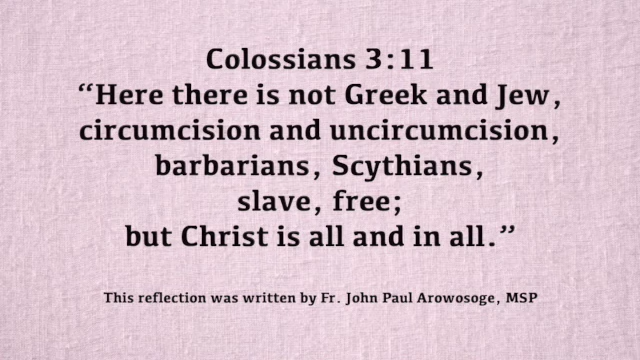 Colossians 3:11
“Here there is not Greek and Jew,
circumcision and uncircumcision,
barbarians, Scythians,
slave, free;
but Christ is all and in all.”
This reflection was written by Fr. John Paul Arowosoge, MSP